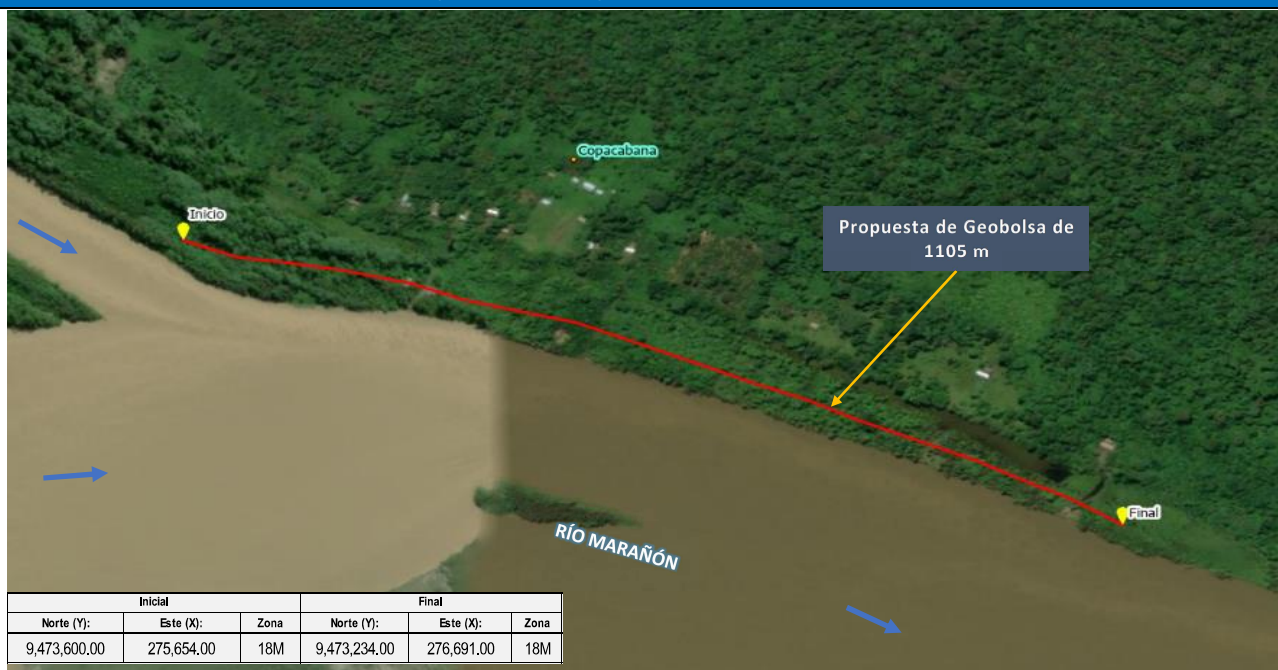 Copacabana
Inicio
Propuesta de Geobolsa de
1105 m
Final
RÍO MARAÑÓN
Inicial Final
Norte (Y): Este (X): Zona Norte (Y): Este (X): Zona
9,473,600.00 275,654.00 18M 9,473,234.00 276,691.00 18M